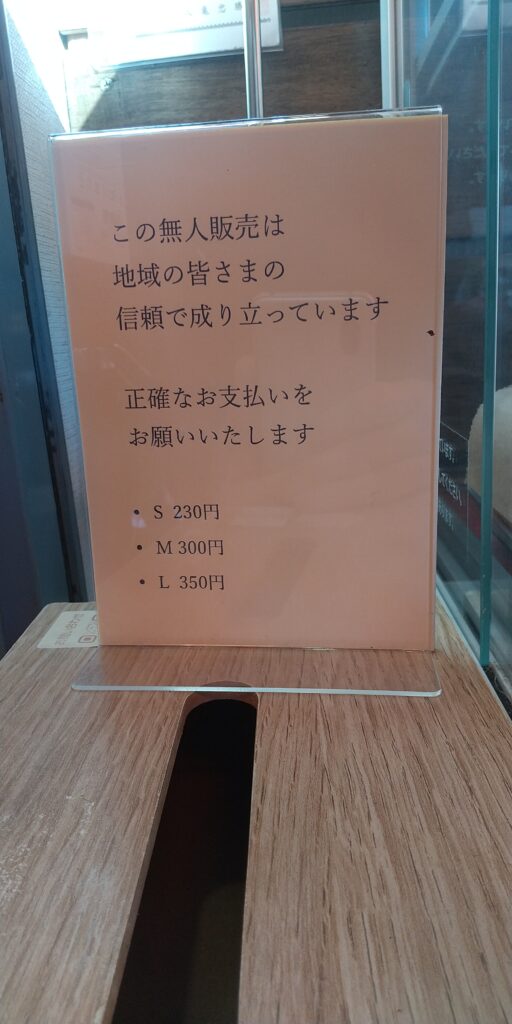 この無人販売は
地域の皆さまの
信頼で成り立っています
正確なお支払いを
お願いいたします
• S 230円
• M 300円
• L 350円